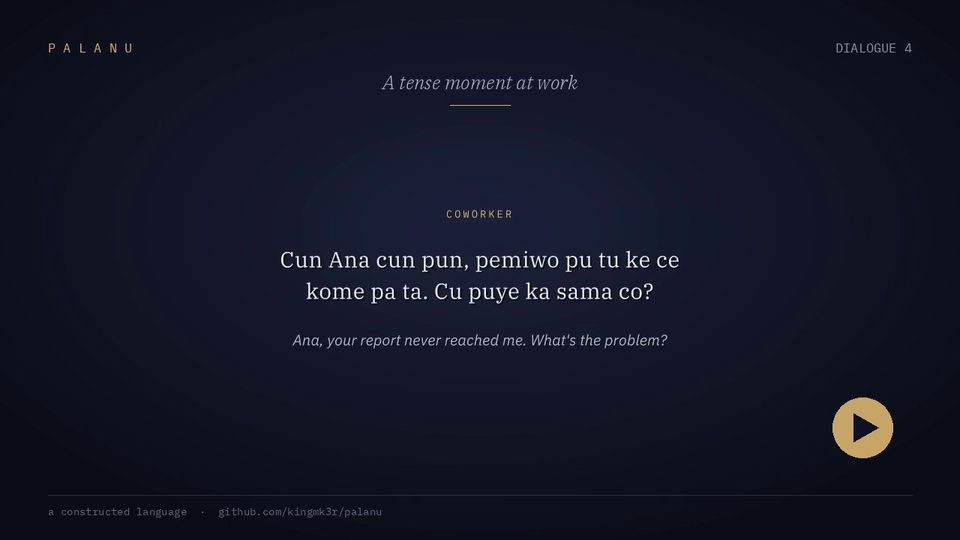 PALANU
DIALOGUE 4
A tense moment at work
COWORKER
Cun Ana cun pun, pemiwo pu tu ke ce
kome pa ta. Cu puye ka sama co?
Ana, your report never reached me. What's the problem?
a constructed language · github.com/kingmk3r/palanu